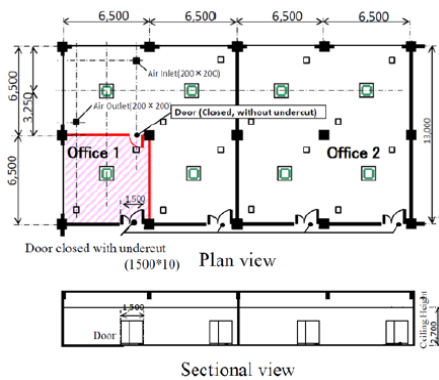 6,500 6,500 6,500 6,500
Air Inlet(200×200)
6,500
3,250
Air Outlet(200×200)
Door (Closed, without undercut)
13,000
Office 1
Office 2
6,500
1,500
Door closed with undercut
(1500*10)
Plan view
1,500
Door
Ceiling Height
2,700
Sectional view